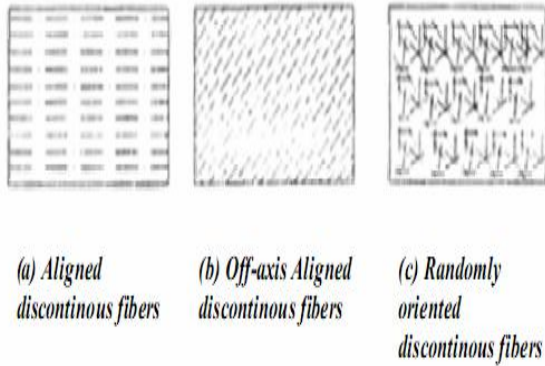 (a) Aligned
discontinous fibers
(b) Off-axis Aligned
discontinous fibers
(c) Randomly
oriented
discontinous fibers